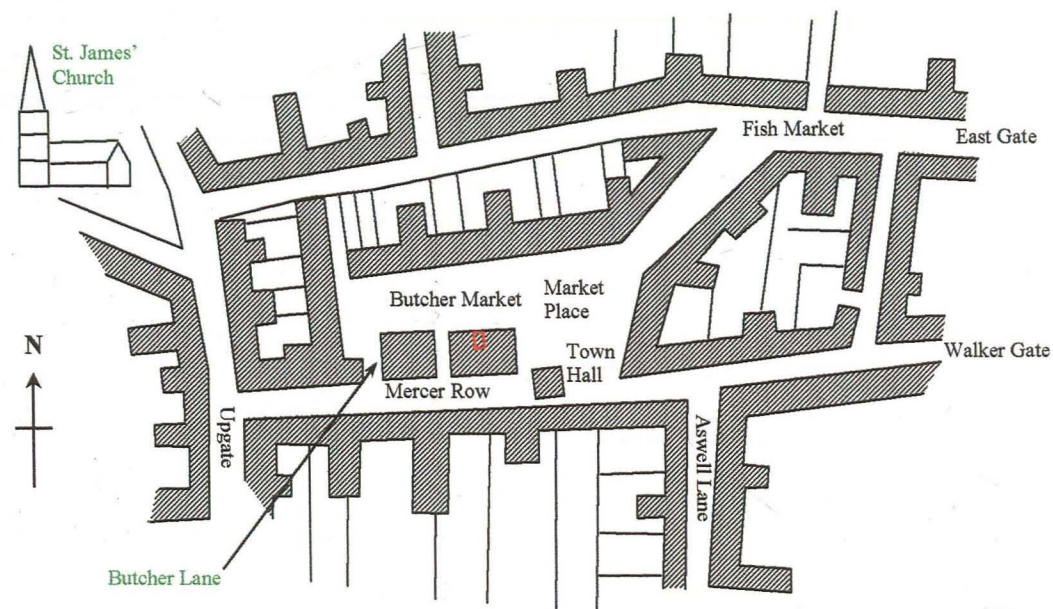 St. James'
Church
Fish Market
East Gate
Butcher Market
Market
Place
N
Town
Hall
Walker Gate
Mercer Row
Upgate
Aswell Lane
Butcher Lane